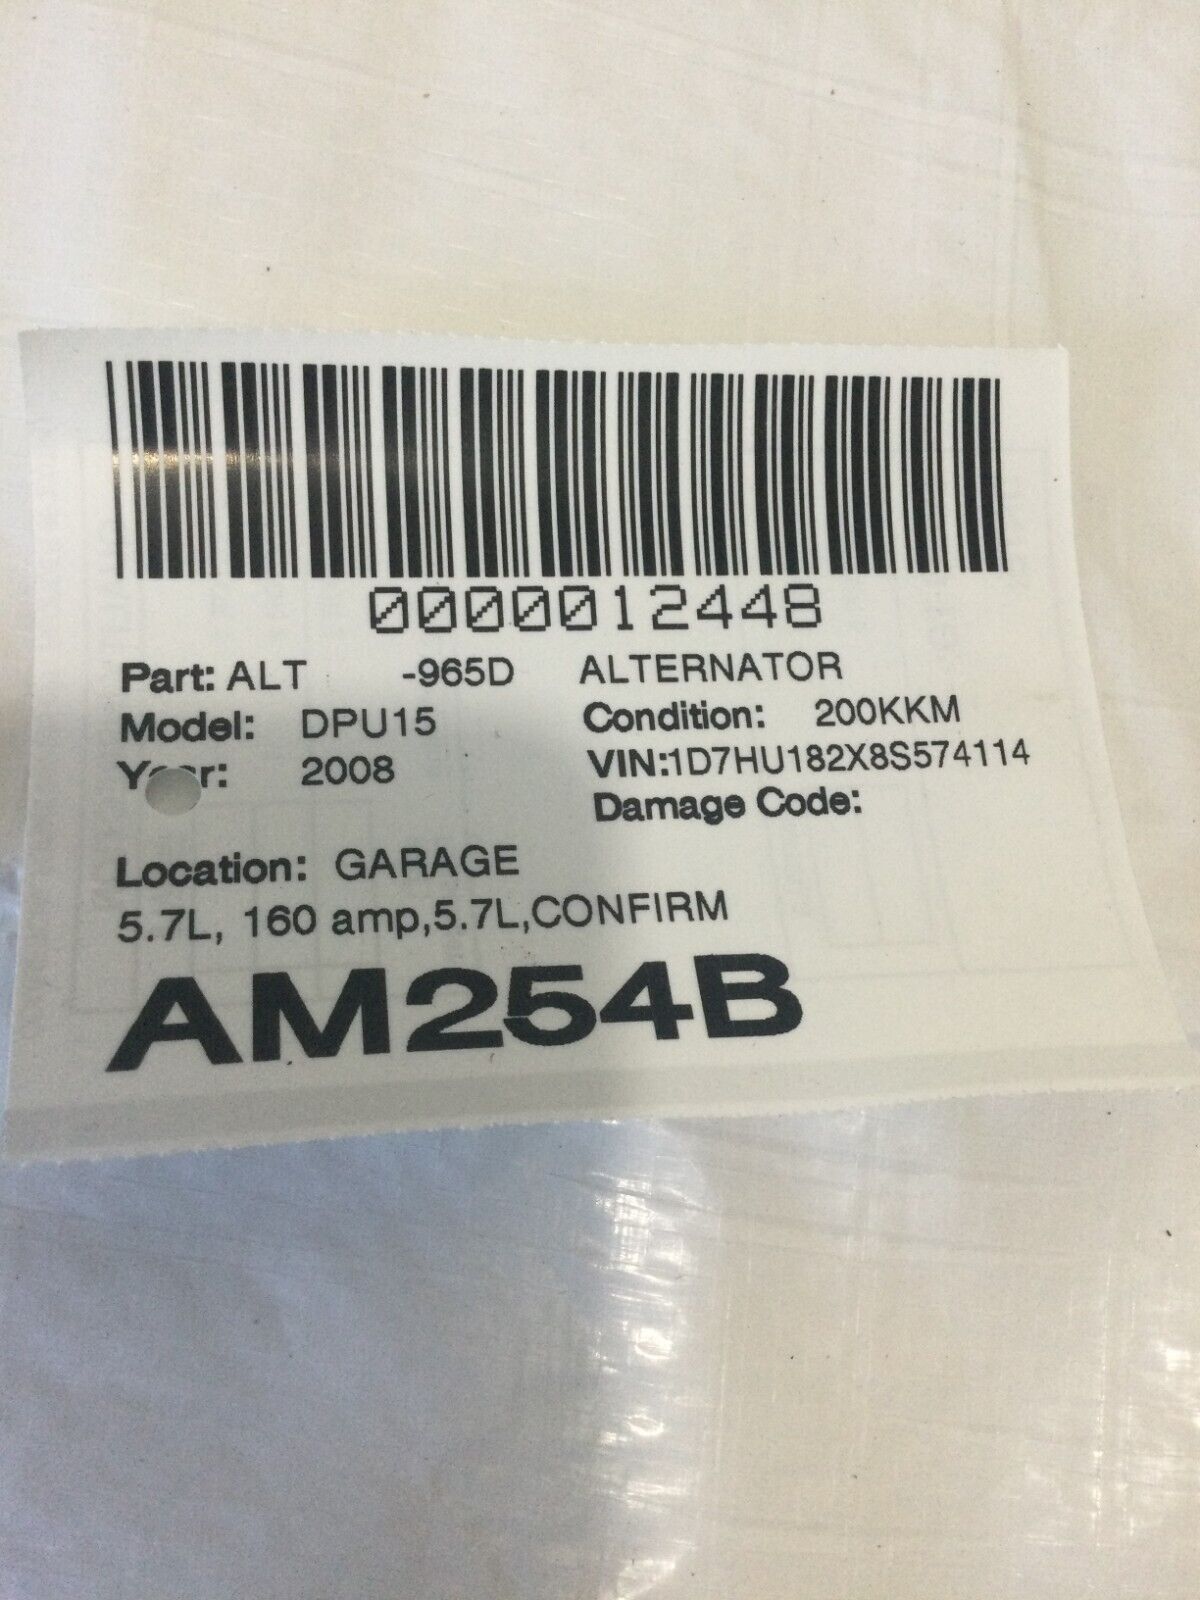 0000012448
Part: ALT -965D ALTERNATOR
Model: DPU15 Condition: 200KKM
Year: 2008 VIN:1D7HU182X8S574114
Damage Code:
Location: GARAGE
5.7L, 160 amp,5.7L,CONFIRM
AM254B